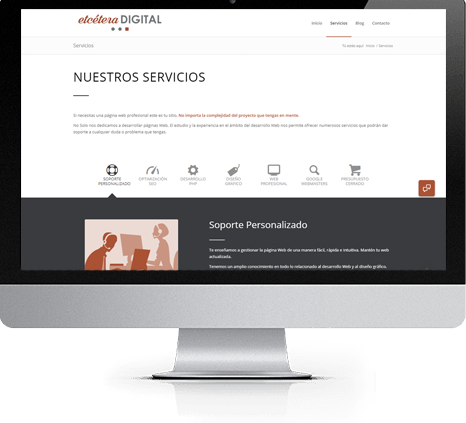 etcétera DIGITAL
Inicio Servicios Blog Contacto
Servicios
Tu estás aquí: Inicio / Servicios
NUESTROS SERVICIOS
Si necesitas una página web profesional este es tu sitio. No importa la complejidad del proyecto que tengas en mente.
No Sólo nos dedicamos a desarrollar páginas Web. El estudio y la experiencia en el ámbito del desarrollo Web nos permite ofrecer numerosos servicios que podrán dar
soporte a cualquier duda o problema que tengas.
SOPORTE
PERSONALIZADO
OPTIMIZACIÓN
SEO
DESARROLLO
PHP
DISEÑO
GRÁFICO
WEB
PROFESIONAL
GOOGLE
WEBMASTERS
PRESUPUESTO
CERRADO
Soporte Personalizado
Te enseñamos a gestionar la página Web de una manera fácil, rápida e intuitiva. Mantén tu web
actualizada.
Tenemos un amplio conocimiento en todo lo relacionado al desarrollo Web y al diseño gráfico.